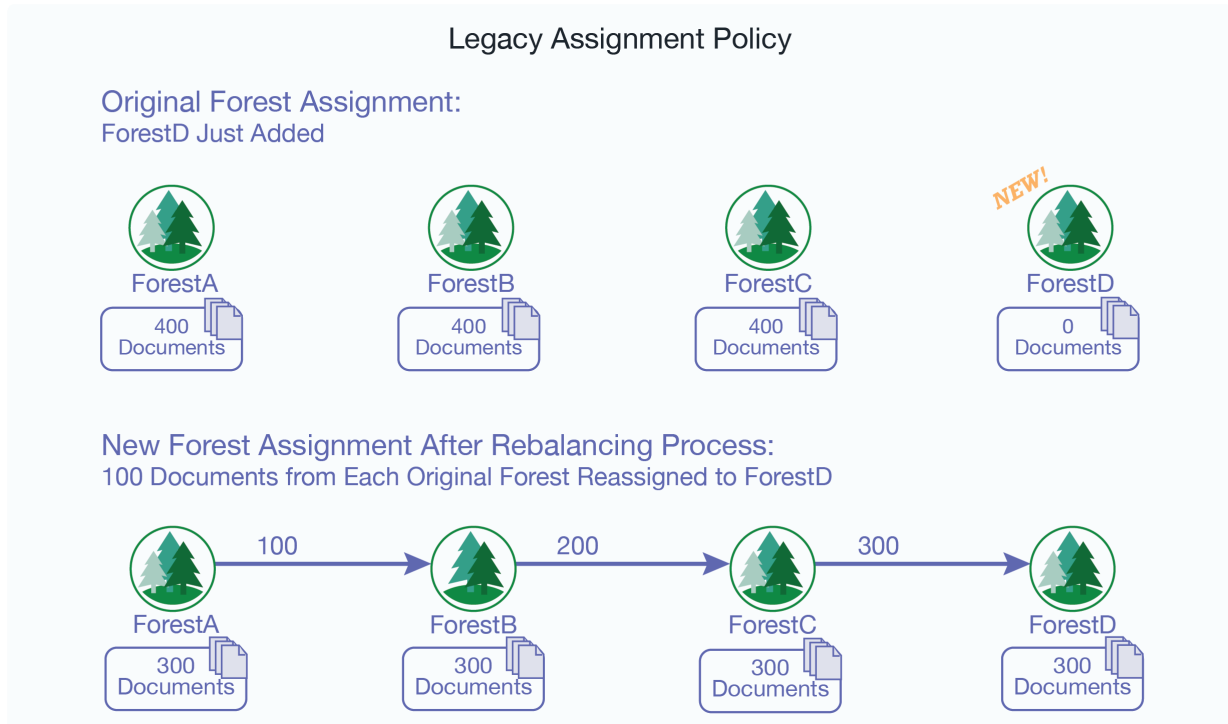 Legacy Assignment Policy
Original Forest Assignment:
ForestD Just Added
NEW!
ForestA
ForestB
ForestC
ForestD
400
Documents
400
Documents
400
Documents
0
Documents
New Forest Assignment After Rebalancing Process:
100 Documents from Each Original Forest Reassigned to ForestD
100
200
300
ForestA
ForestB
ForestC
ForestD
300
Documents
300
Documents
300
Documents
300
Documents